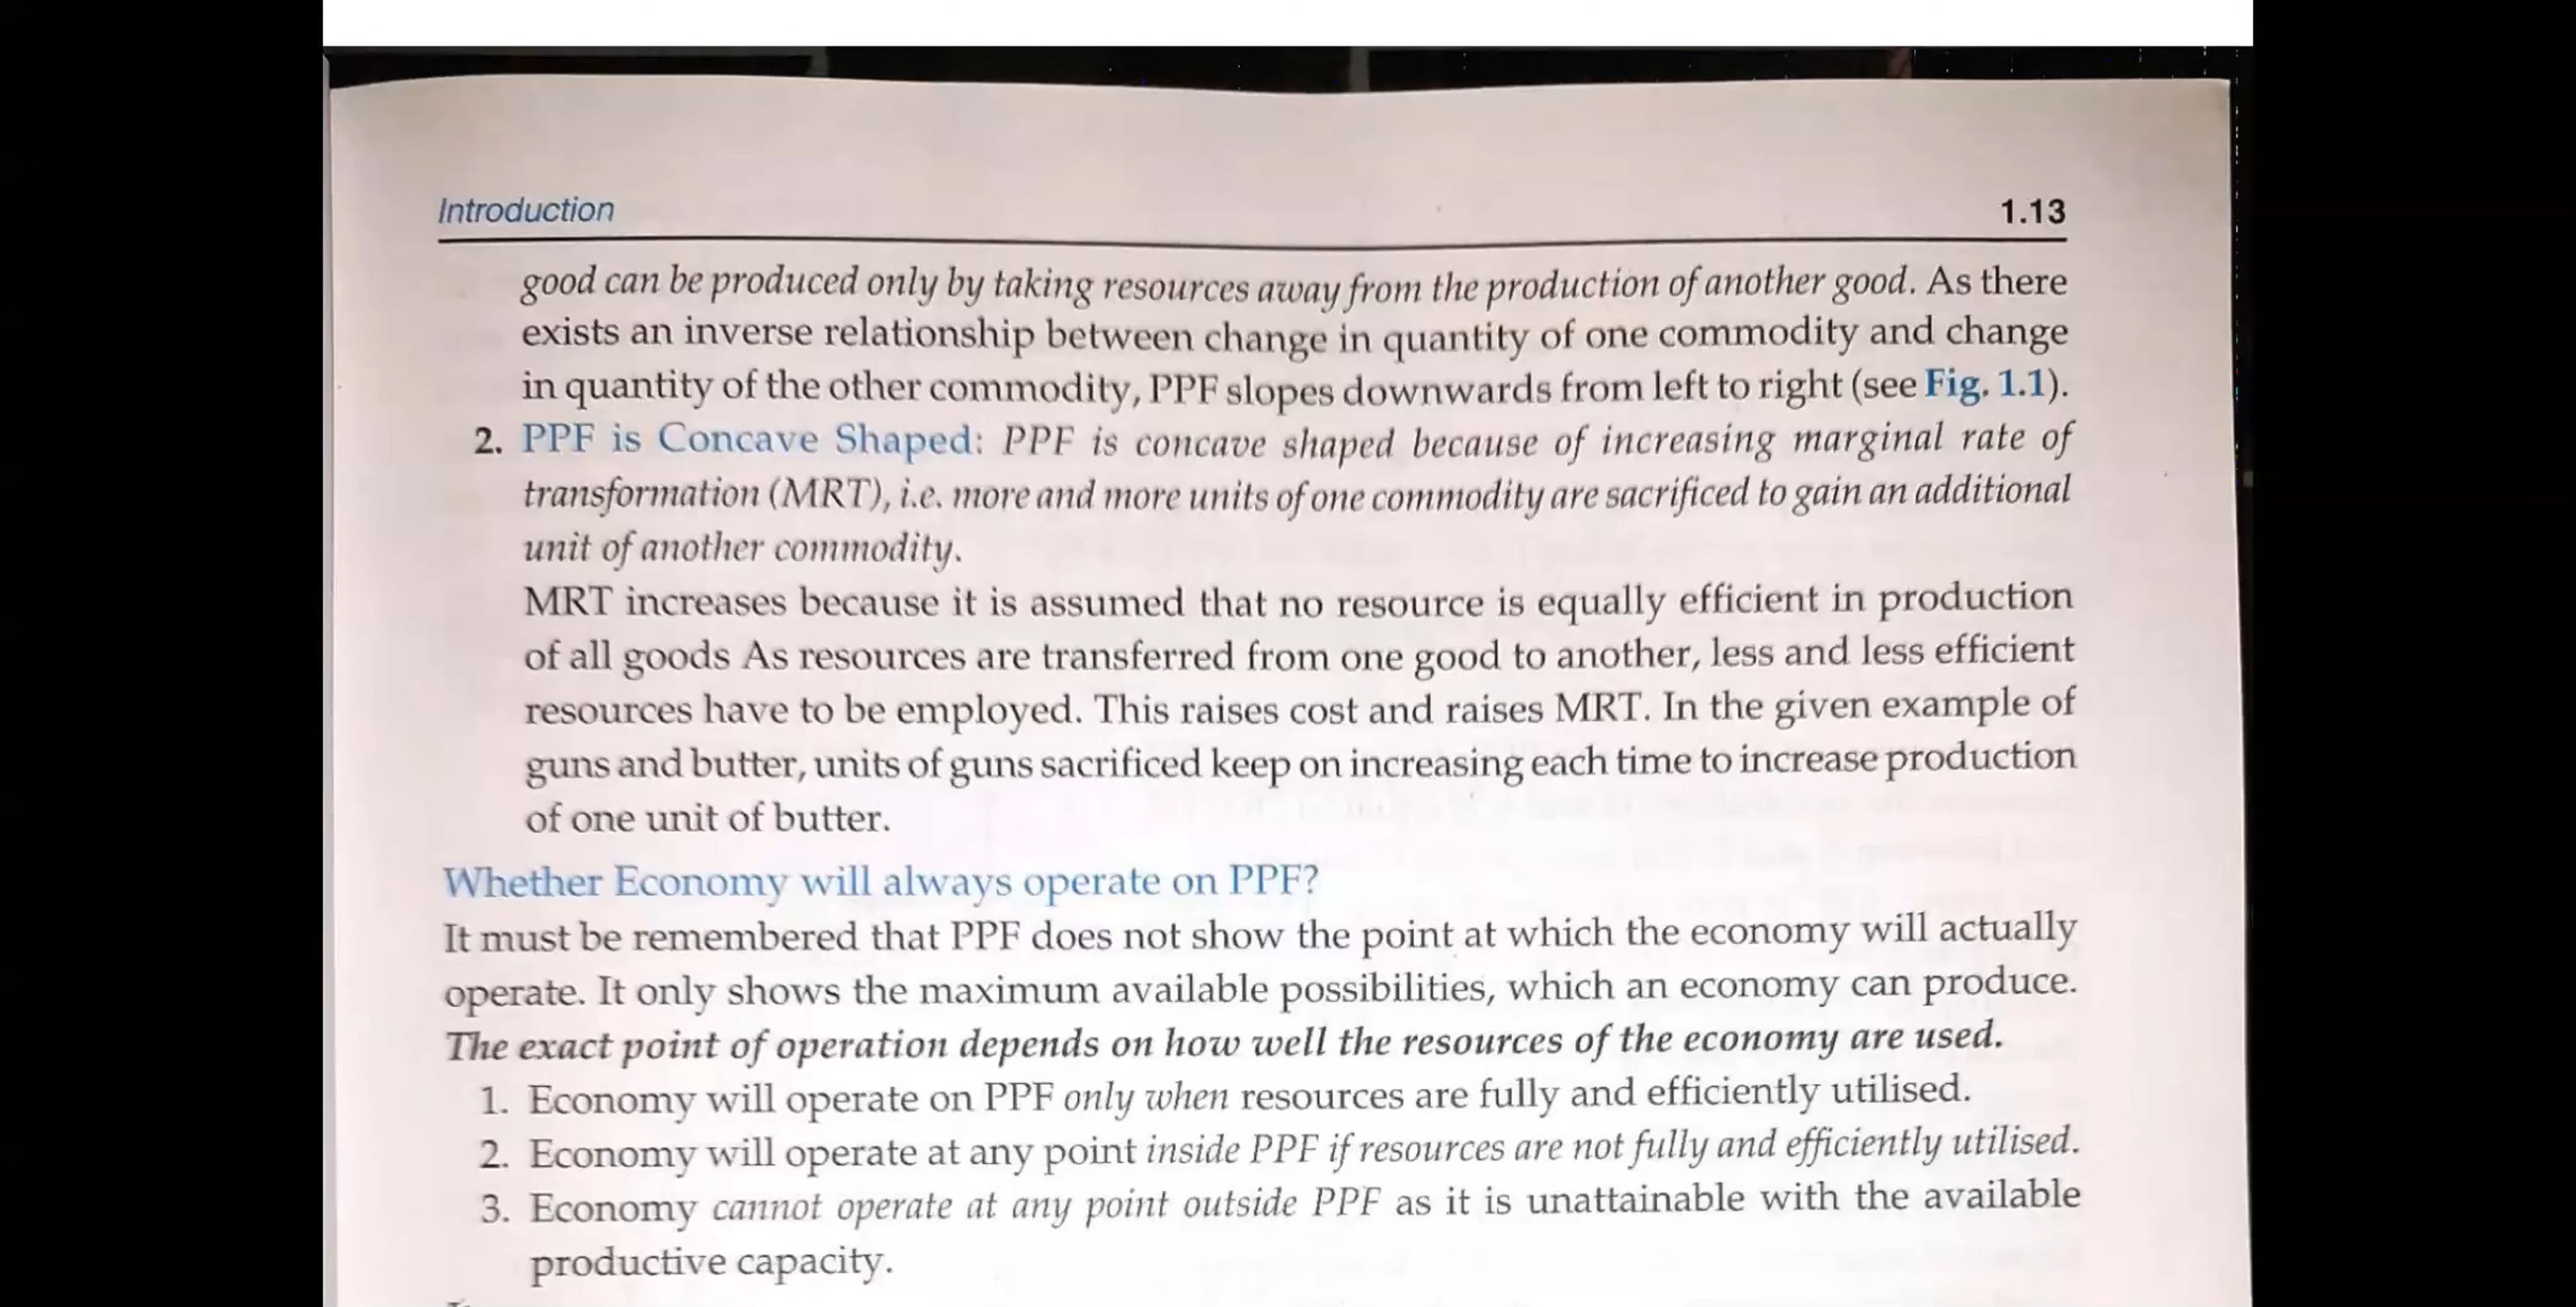 Introduction 1.13
good can be produced only by taking resources away from the production of another good. As there
exists an inverse relationship between change in quantity of one commodity and change
in quantity of the other commodity, PPF slopes downwards from left to right (see Fig. 1.1).
2. PPF is Concave Shaped: PPF is concave shaped because of increasing marginal rate of
transformation (MRT), i.e. more and more units of one commodity are sacrificed to gain an additional
unit of another commodity.
MRT increases because it is assumed that no resource is equally efficient in production
of all goods As resources are transferred from one good to another, less and less efficient
resources have to be employed. This raises cost and raises MRT. In the given example of
guns and butter, units of guns sacrificed keep on increasing each time to increase production
of one unit of butter.
Whether Economy will always operate on PPF?
It must be remembered that PPF does not show the point at which the economy will actually
operate. It only shows the maximum available possibilities, which an economy can produce.
The exact point of operation depends on how well the resources of the economy are used.
1. Economy will operate on PPF only when resources are fully and efficiently utilised.
2. Economy will operate at any point inside PPF if resources are not fully and efficiently utilised.
3. Economy cannot operate at any point outside PPF as it is unattainable with the available
productive capacity.